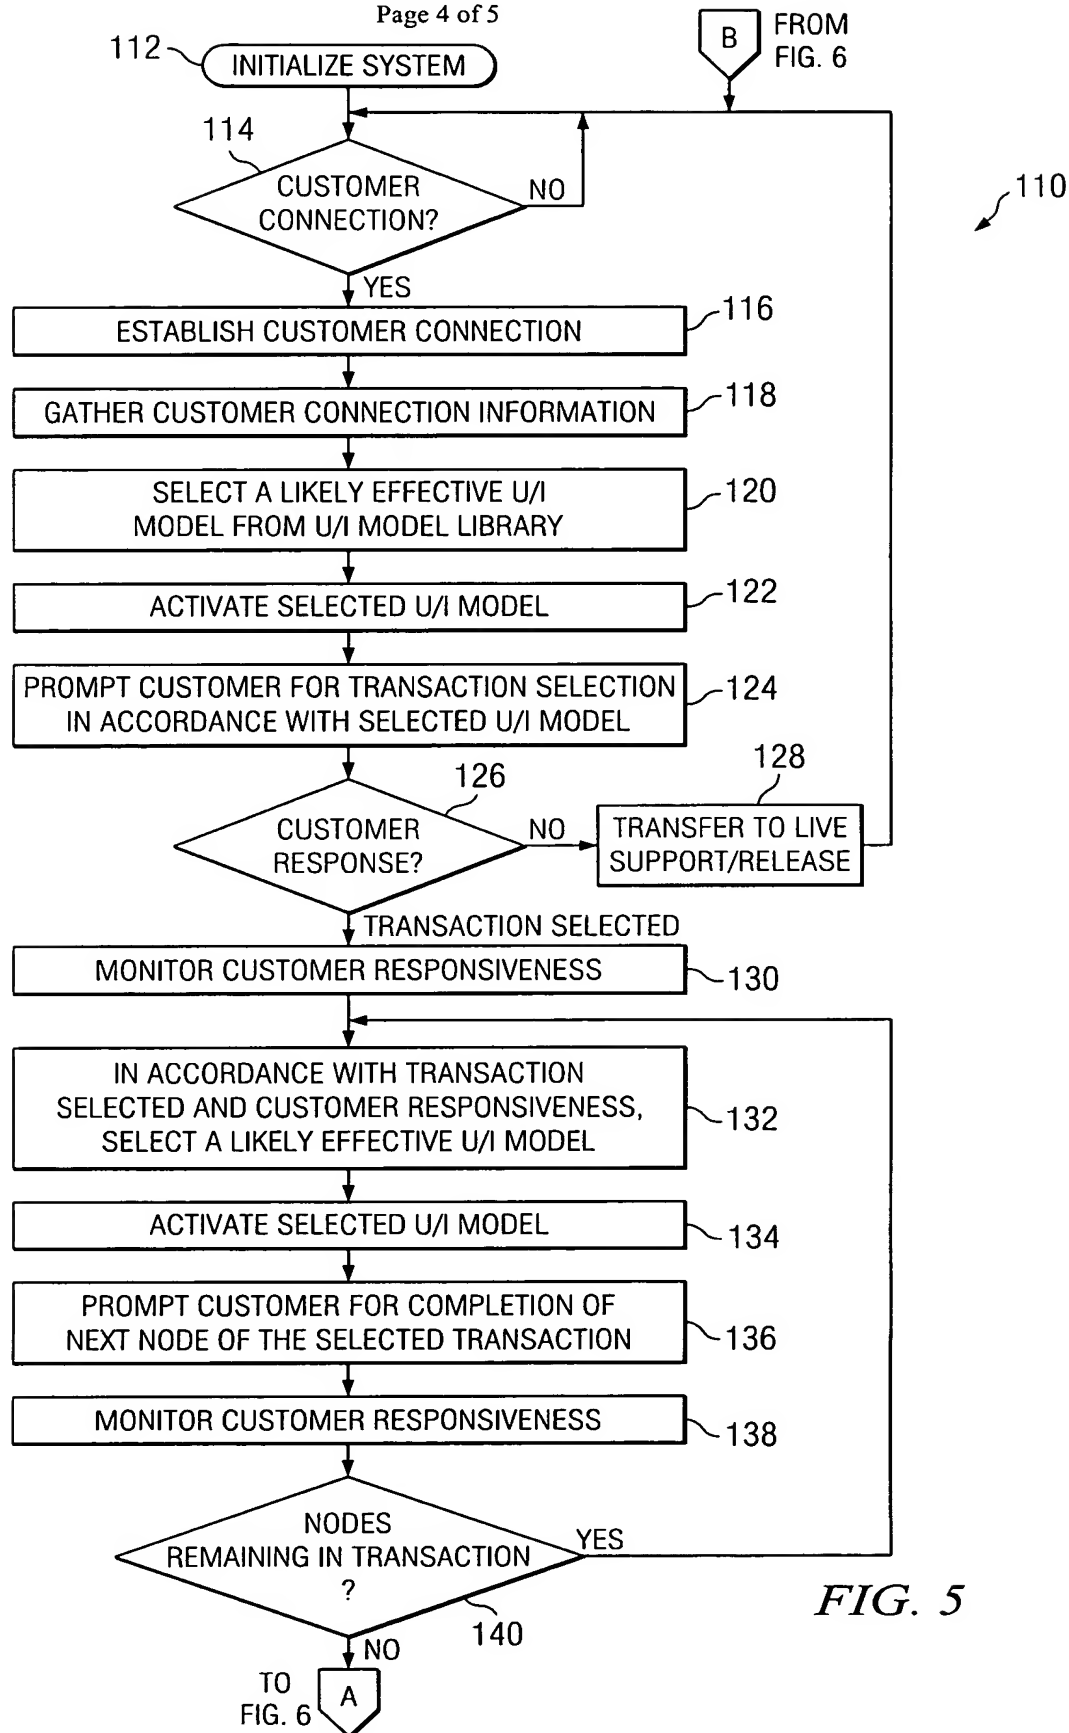 Page 4 of 5
112
INITIALIZE SYSTEM
B
FROM
FIG. 6
114
CUSTOMER
CONNECTION?
NO
110
YES
ESTABLISH CUSTOMER CONNECTION
116
GATHER CUSTOMER CONNECTION INFORMATION
118
SELECT A LIKELY EFFECTIVE U/I
MODEL FROM U/I MODEL LIBRARY
120
ACTIVATE SELECTED U/I MODEL
122
PROMPT CUSTOMER FOR TRANSACTION SELECTION
IN ACCORDANCE WITH SELECTED U/I MODEL
124
126
CUSTOMER
RESPONSE?
NO
128
TRANSFER TO LIVE
SUPPORT/RELEASE
TRANSACTION SELECTED
MONITOR CUSTOMER RESPONSIVENESS
130
IN ACCORDANCE WITH TRANSACTION
SELECTED AND CUSTOMER RESPONSIVENESS,
SELECT A LIKELY EFFECTIVE U/I MODEL
132
ACTIVATE SELECTED U/I MODEL
134
PROMPT CUSTOMER FOR COMPLETION OF
NEXT NODE OF THE SELECTED TRANSACTION
136
MONITOR CUSTOMER RESPONSIVENESS
138
NODES
REMAINING IN TRANSACTION
?
YES
140
NO
TO
FIG. 6
A
FIG. 5